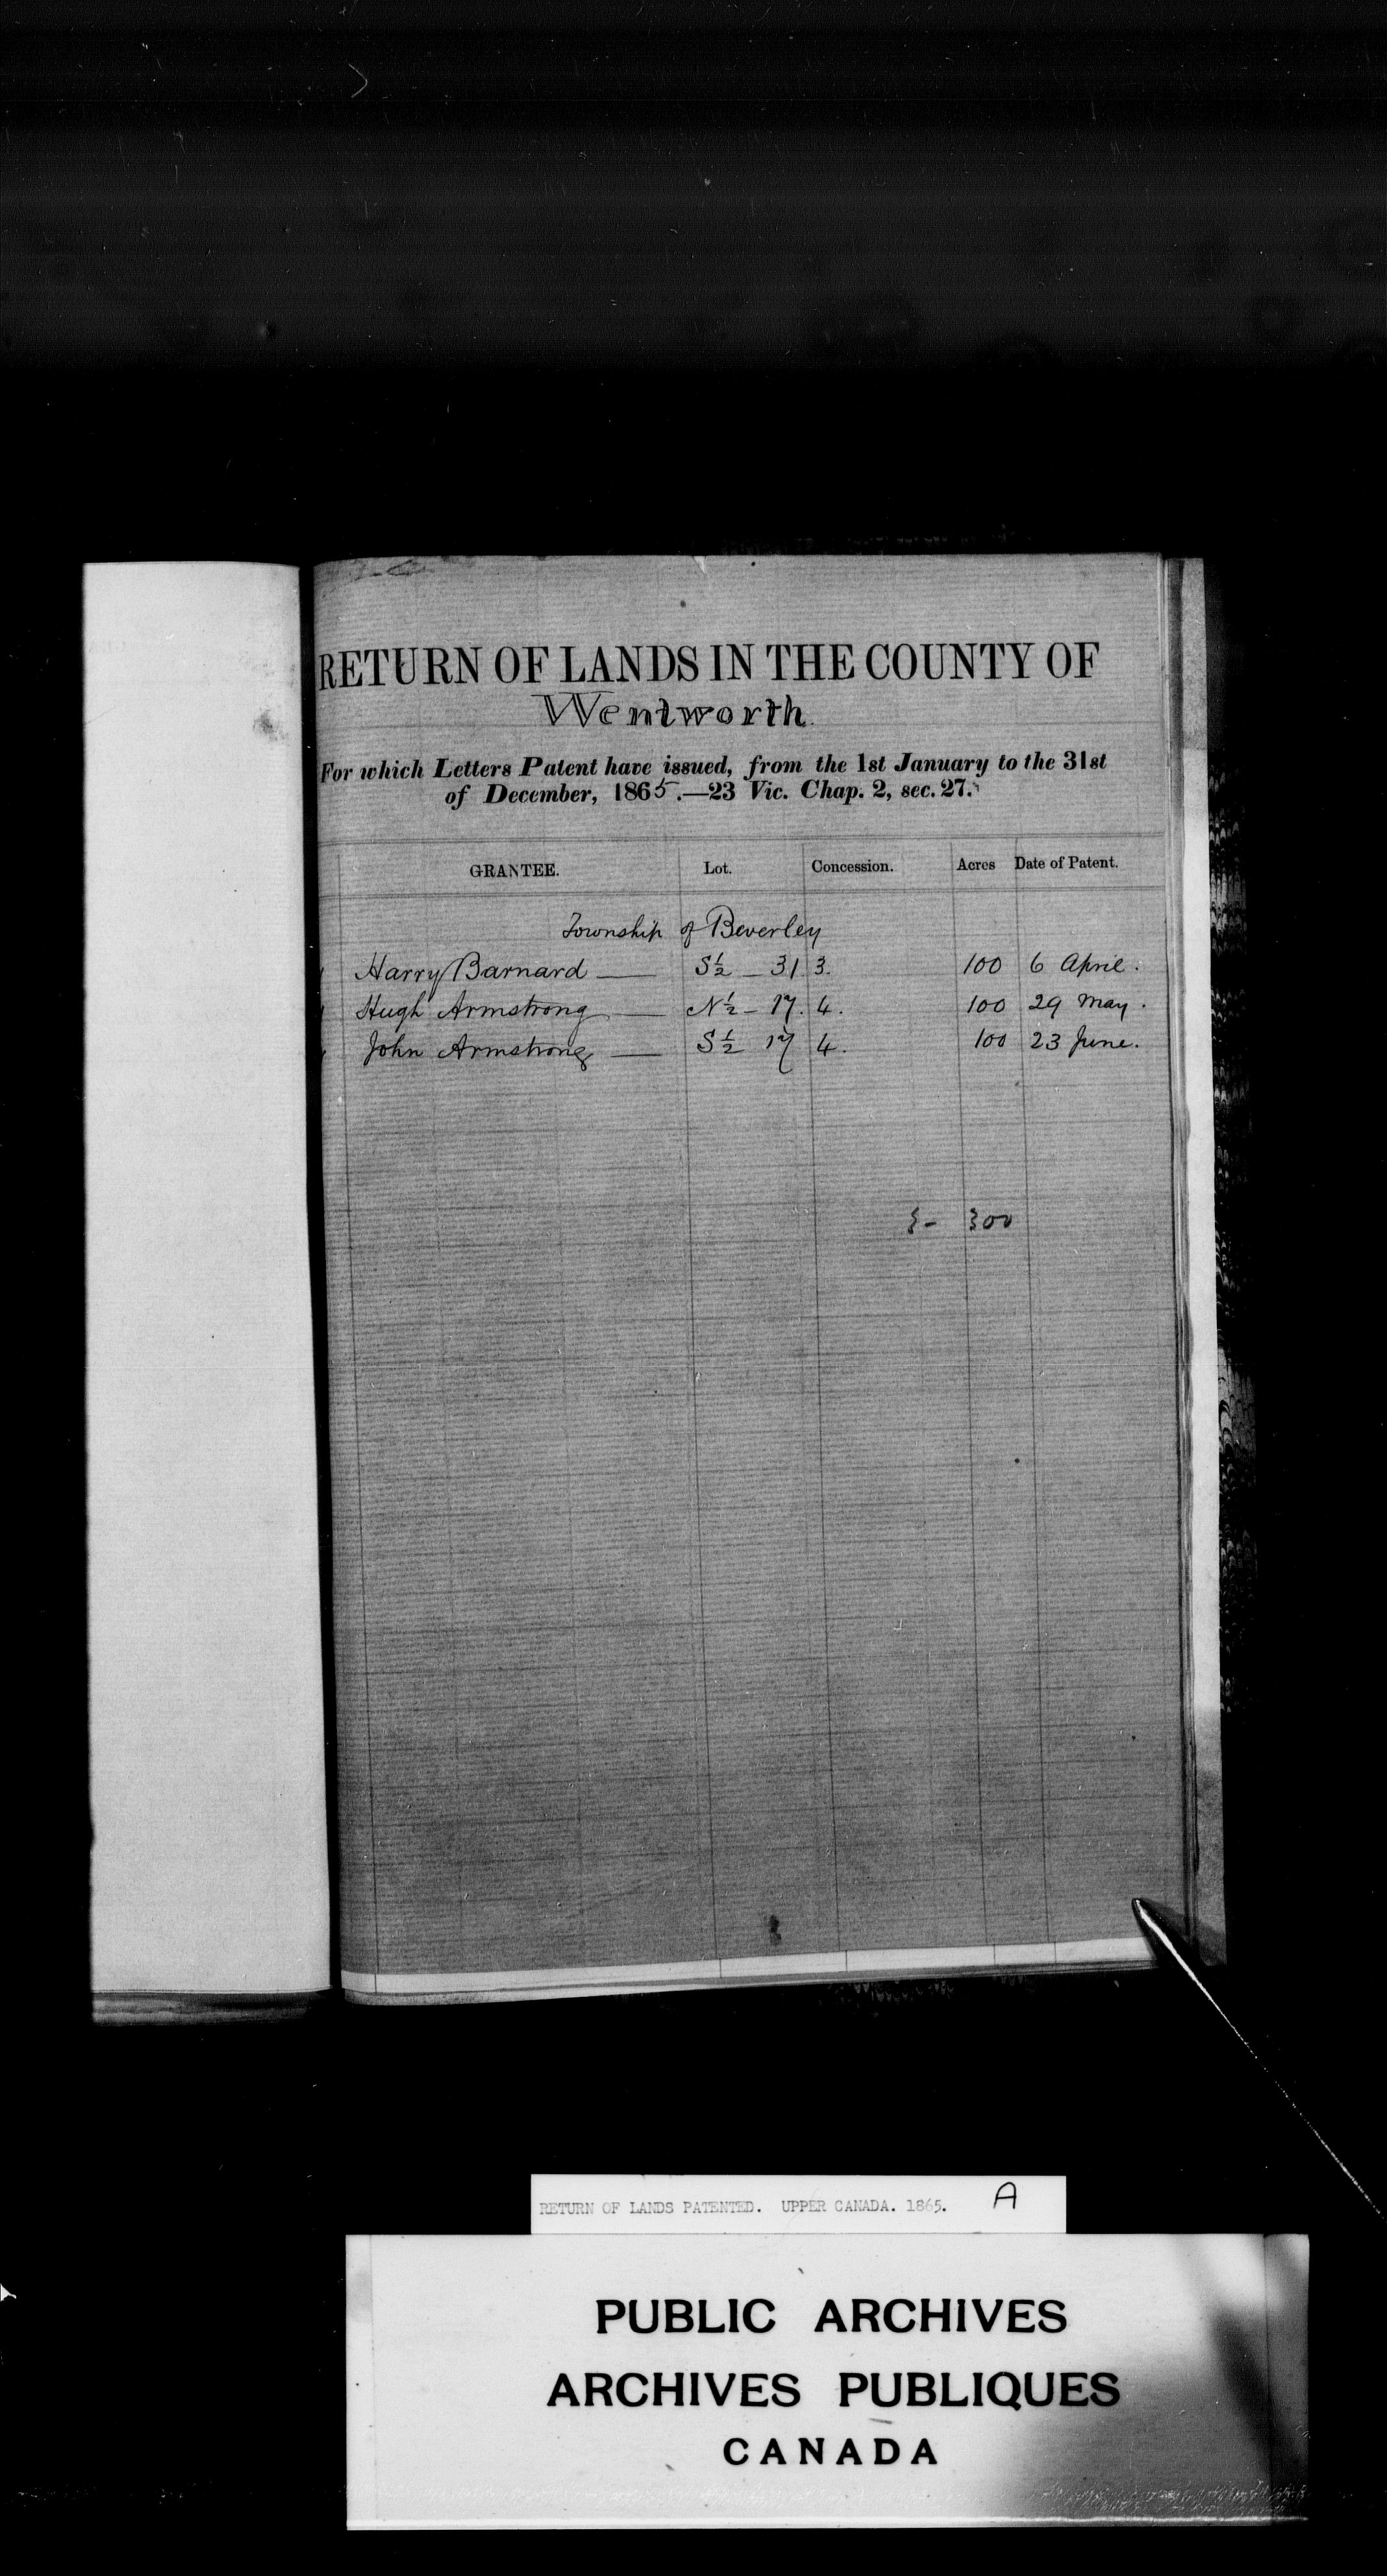 RETURN OF LANDS IN THE COUNTY OF
Wentworth.
For which Letters Patent have issued, from the 1st January to the 31st
of December, 1865.—23 Vic. Chap. 2, sec. 27.
GRANTEE. Lot. Concession. Acres Date of Patent.
Township of Beverley
Harry Barnard — S½ — 31. 3. 100 6 April.
Hugh Armstrong — N½ — 17. 4. 100 29 May.
John Armstrong — S½ 17 4. 100 23 June.
3 - 300
RETURN OF LANDS PATENTED. UPPER CANADA. 1865. A
PUBLIC ARCHIVES
ARCHIVES PUBLIQUES
CANADA